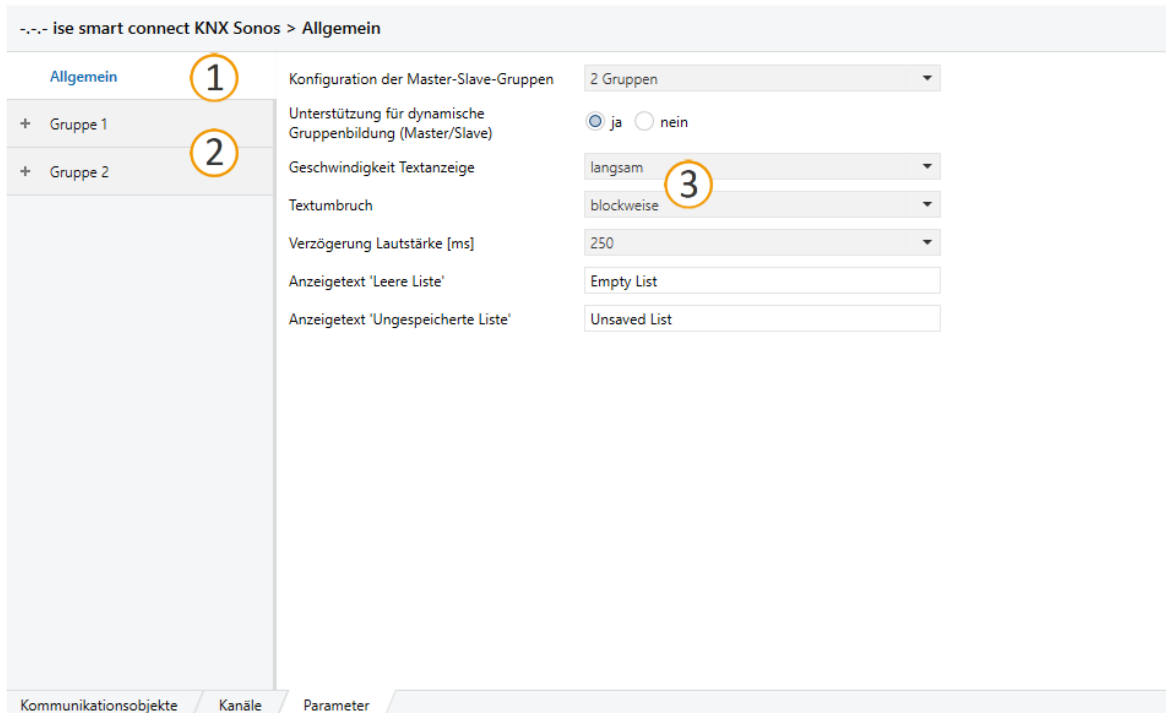 -.-.- ise smart connect KNX Sonos > Allgemein
Allgemein
1
+ Gruppe 1
2
+ Gruppe 2
Konfiguration der Master-Slave-Gruppen
2 Gruppen
Unterstützung für dynamische
Gruppenbildung (Master/Slave)
ja nein
Geschwindigkeit Textanzeige
langsam
3
Textumbruch
blockweise
Verzögerung Lautstärke [ms]
250
Anzeigetext 'Leere Liste'
Empty List
Anzeigetext 'Ungespeicherte Liste'
Unsaved List
Kommunikationsobjekte Kanäle Parameter